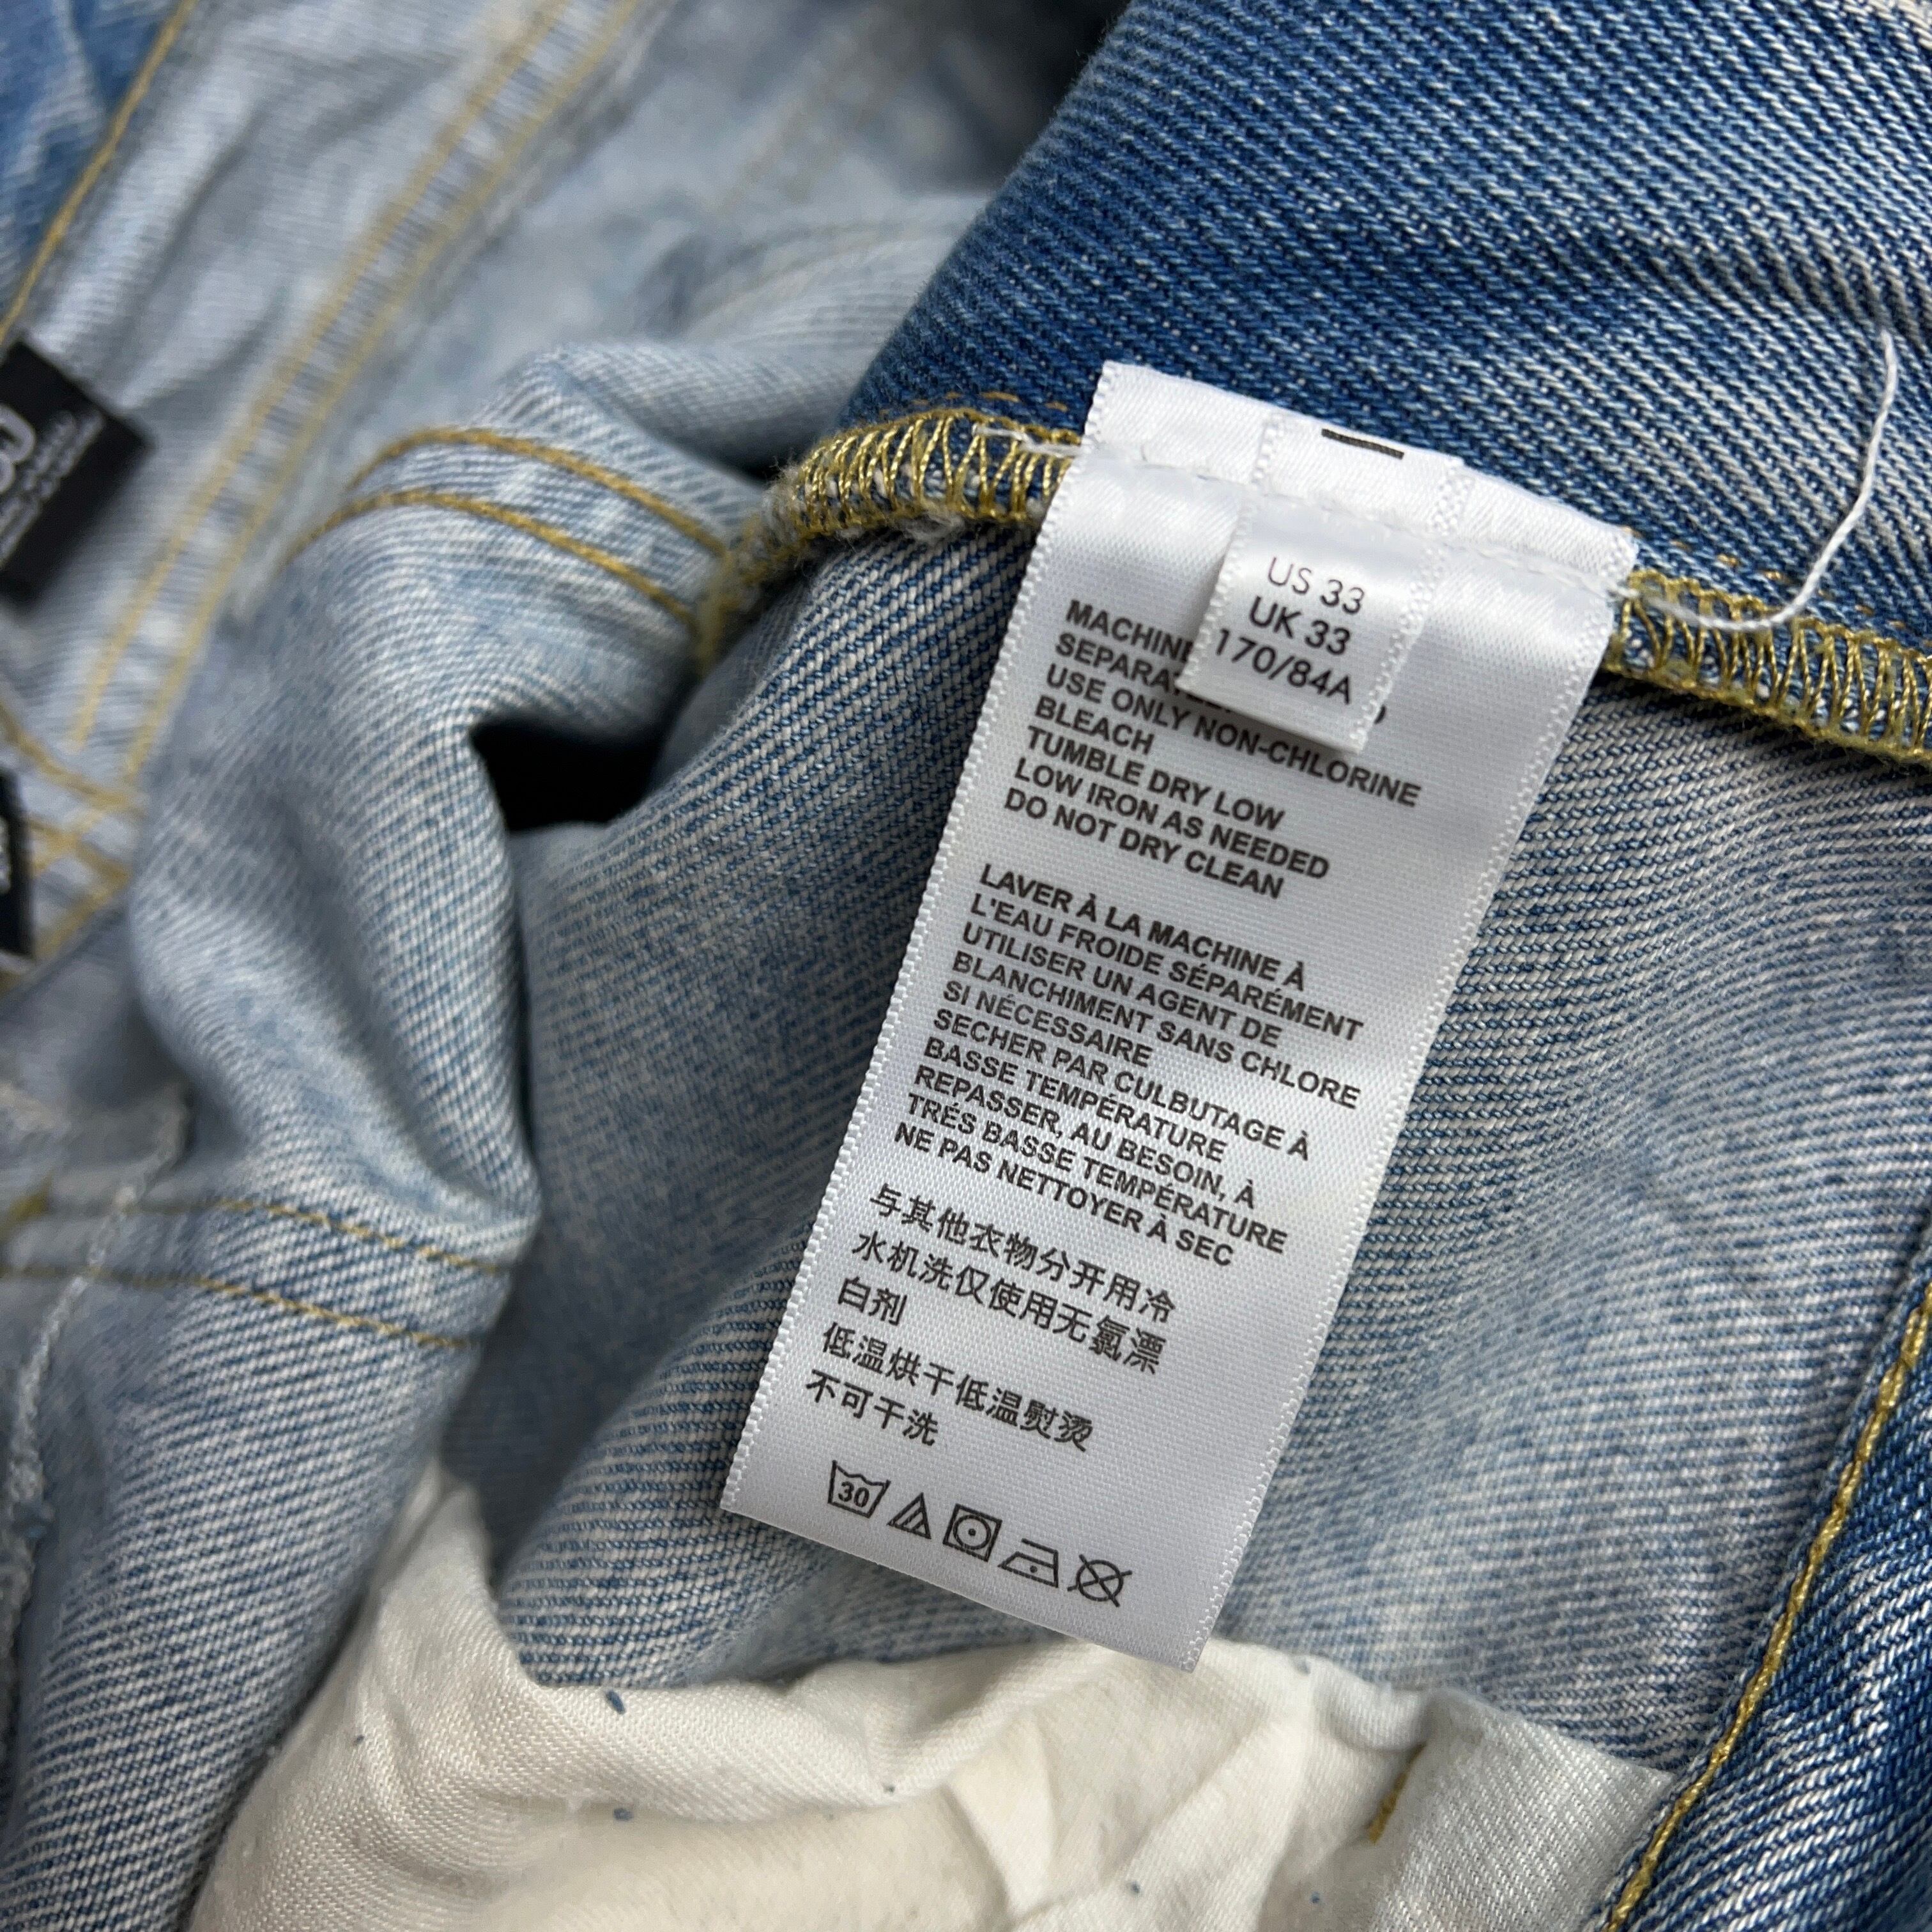 US 33
UK 33
170/84A
MACHINE
USE ONLY NON-CHLORINE
BLEACH
TUMBLE DRY LOW
LOW IRON AS NEEDED
DO NOT DRY CLEAN
LAVER À LA MACHINE À
L'EAU FROIDE SÉPARÉMENT
UTILISER UN AGENT DE
BLANCHIMENT SANS CHLORE
SI NÉCESSAIRE
SECHER PAR CULBUTAGE À
BASSE TEMPÉRATURE
REPASSER, AU BESOIN, À
TRÉS BASSE TEMPÉRATURE
NE PAS NETTOYER À SEC
与其他衣物分开用冷
水机洗仅使用无氯漂
白剂
低温烘干低温熨烫
不可干洗
30